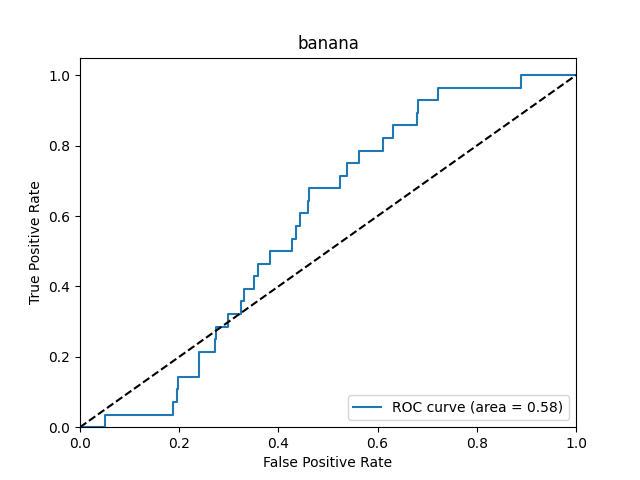 banana
True Positive Rate
1.0
0.8
0.6
0.4
0.2
0.0
ROC curve (area = 0.58)
0.0 0.2 0.4 0.6 0.8 1.0
False Positive Rate